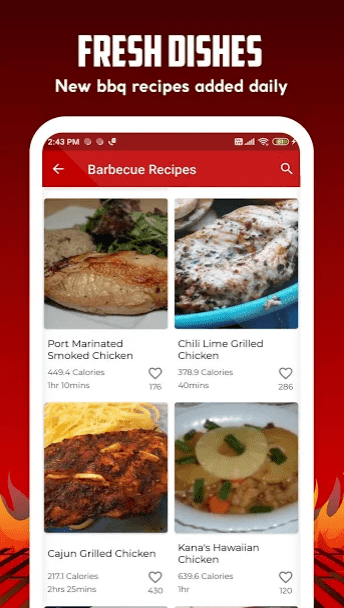 FRESH DISHES
New bbq recipes added daily
2:43 PM
Barbecue Recipes
Port Marinated
Smoked Chicken
449.4 Calories
1hr 10mins
176
Chili Lime Grilled
Chicken
378.9 Calories
40mins
286
Cajun Grilled Chicken
217.1 Calories
2hrs 25mins
430
Kana's Hawaiian
Chicken
639.6 Calories
1hr
120